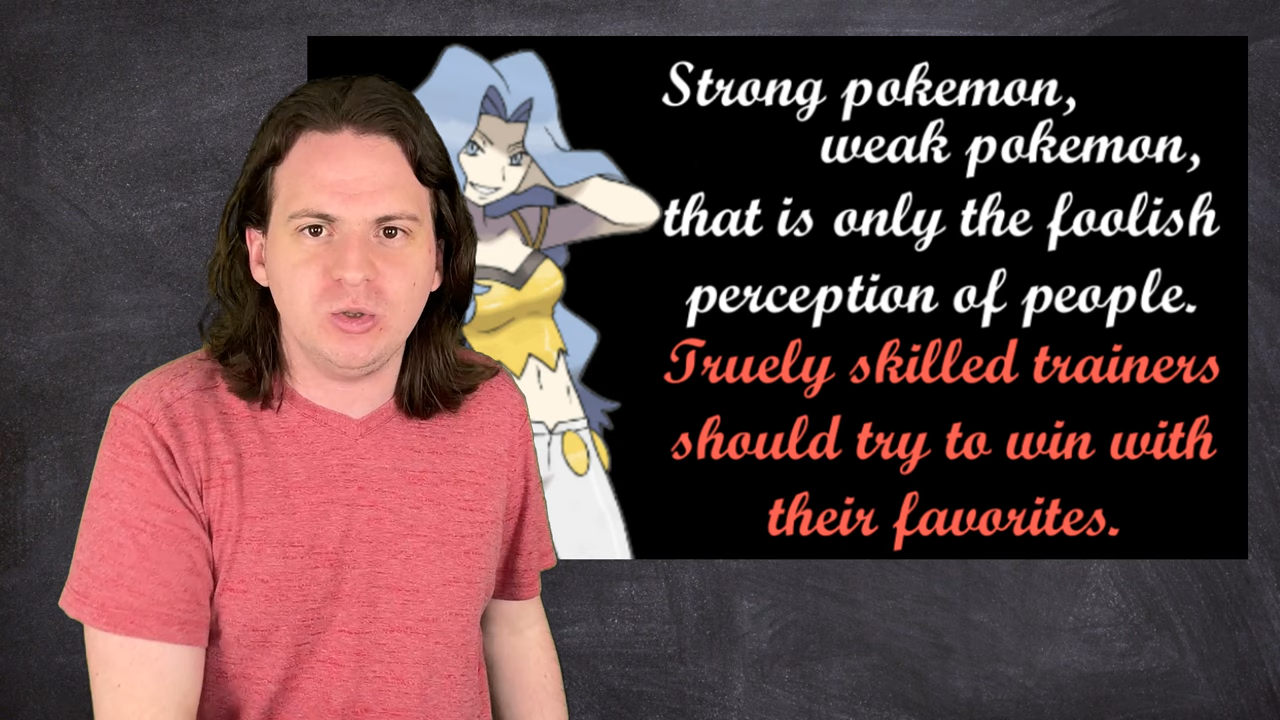 Strong pokemon,
weak pokemon,
that is only the foolish
perception of people.
Truely skilled trainers
should try to win with
their favorites.